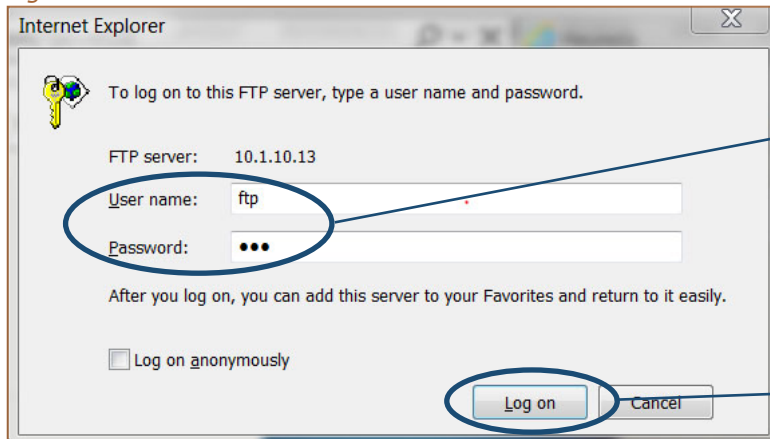 Internet Explorer
To log on to this FTP server, type a user name and password.
FTP server: 10.1.10.13
User name: ftp
Password: •••
After you log on, you can add this server to your Favorites and return to it easily.
Log on anonymously
Log on Cancel